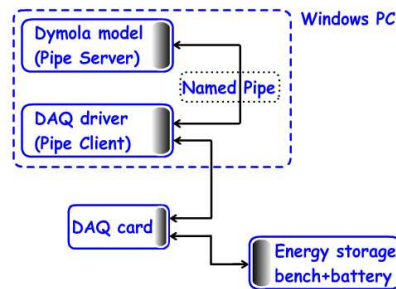 Windows PC
Dymola model
(Pipe Server)
Named Pipe
DAQ driver
(Pipe Client)
DAQ card
Energy storage
bench+battery